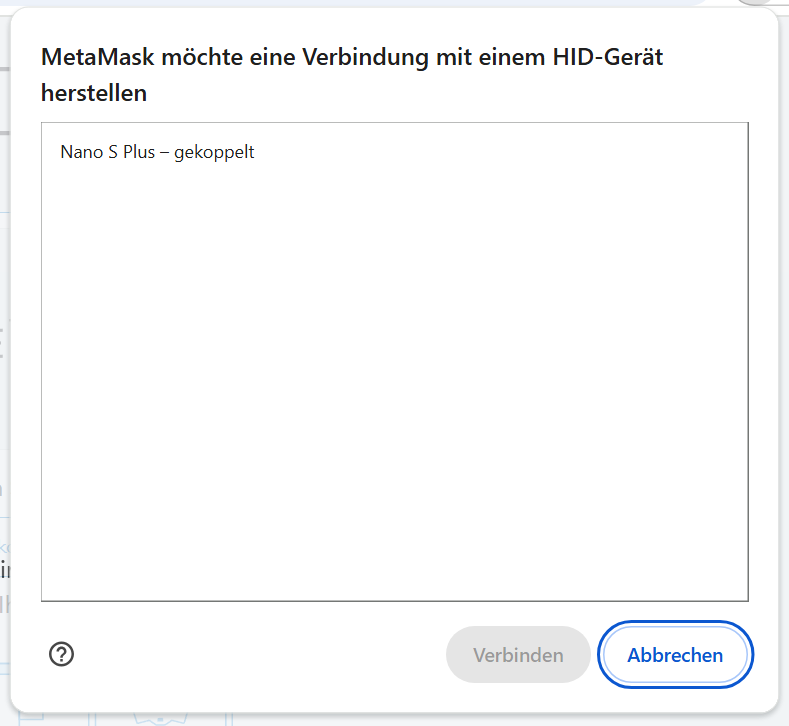 MetaMask möchte eine Verbindung mit einem HID-Gerät
herstellen
Nano S Plus – gekoppelt
Verbinden
Abbrechen